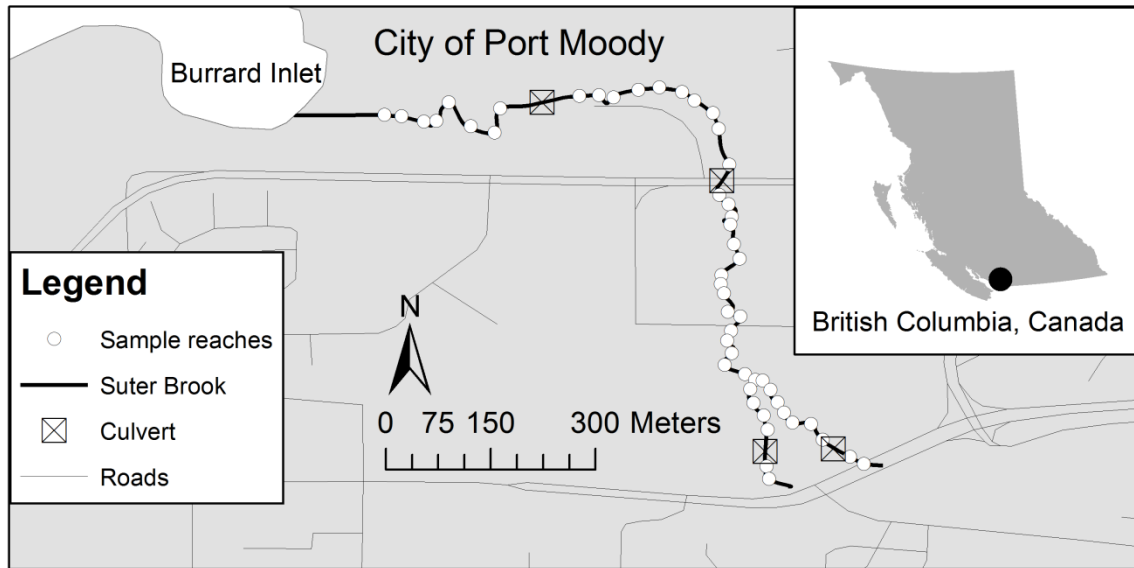 City of Port Moody
Burrard Inlet
Legend
Sample reaches
Suter Brook
Culvert
Roads
N
0 75 150 300 Meters
British Columbia, Canada